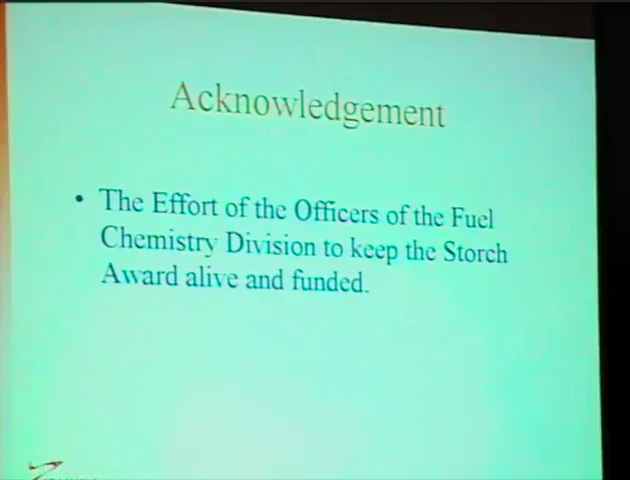 Acknowledgement
• The Effort of the Officers of the Fuel
Chemistry Division to keep the Storch
Award alive and funded.